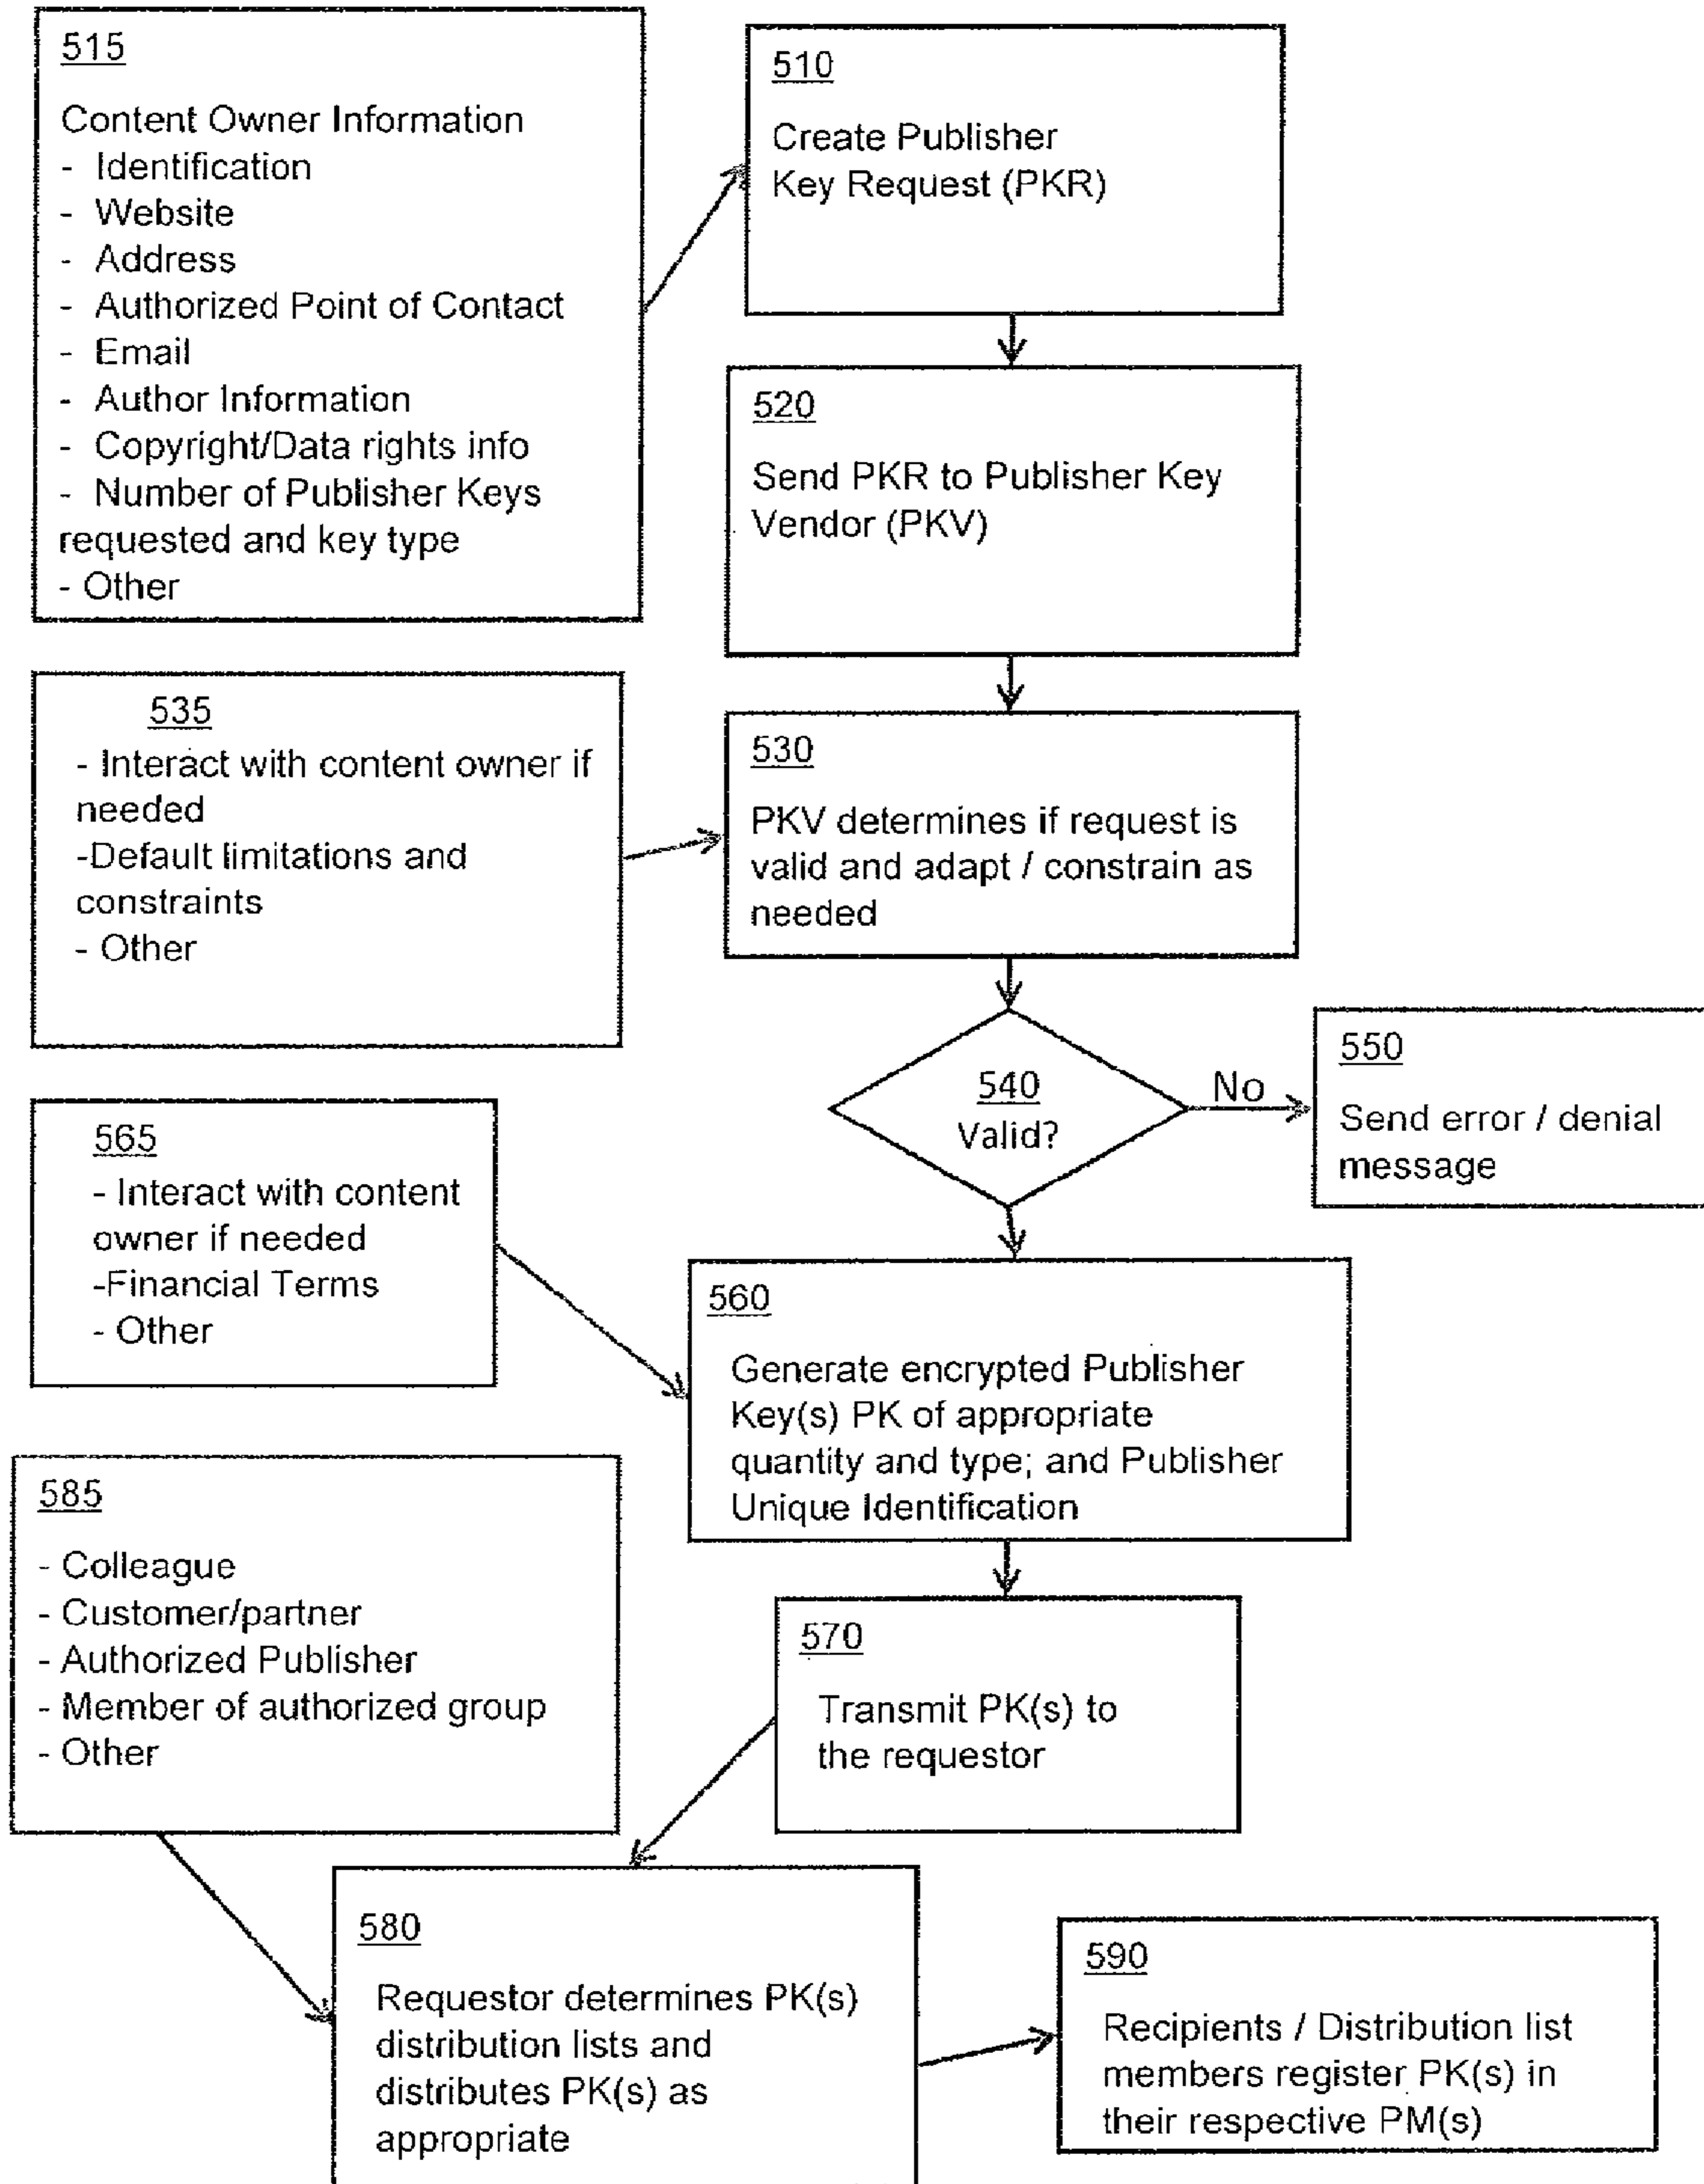 515
Content Owner Information
- Identification
- Website
- Address
- Authorized Point of Contact
- Email
- Author Information
- Copyright/Data rights info
- Number of Publisher Keys
requested and key type
- Other
510
Create Publisher
Key Request (PKR)
520
Send PKR to Publisher Key
Vendor (PKV)
535
- Interact with content owner if
needed
-Default limitations and
constraints
- Other
530
PKV determines if request is
valid and adapt / constrain as
needed
540
Valid?
No
550
Send error / denial
message
565
- Interact with content
owner if needed
-Financial Terms
- Other
560
Generate encrypted Publisher
Key(s) PK of appropriate
quantity and type; and Publisher
Unique Identification
585
- Colleague
- Customer/partner
- Authorized Publisher
- Member of authorized group
- Other
570
Transmit PK(s) to
the requestor
580
Requestor determines PK(s)
distribution lists and
distributes PK(s) as
appropriate
590
Recipients / Distribution list
members register PK(s) in
their respective PM(s)